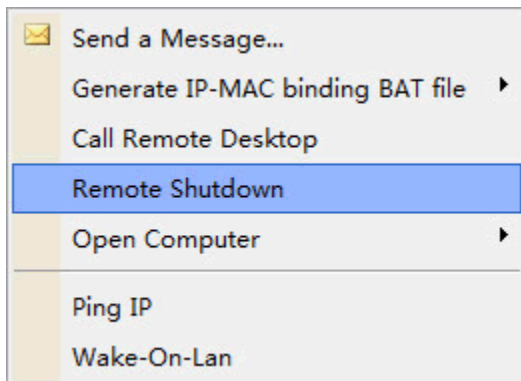 Send a Message...
Generate IP-MAC binding BAT file
Call Remote Desktop
Remote Shutdown
Open Computer
Ping IP
Wake-On-Lan